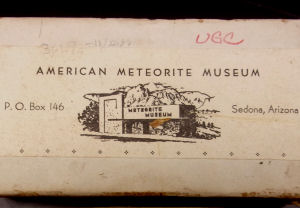 UGC
AMERICAN METEORITE MUSEUM
P. O. Box 146
METEORITE
MUSEUM
Sedona, Arizona